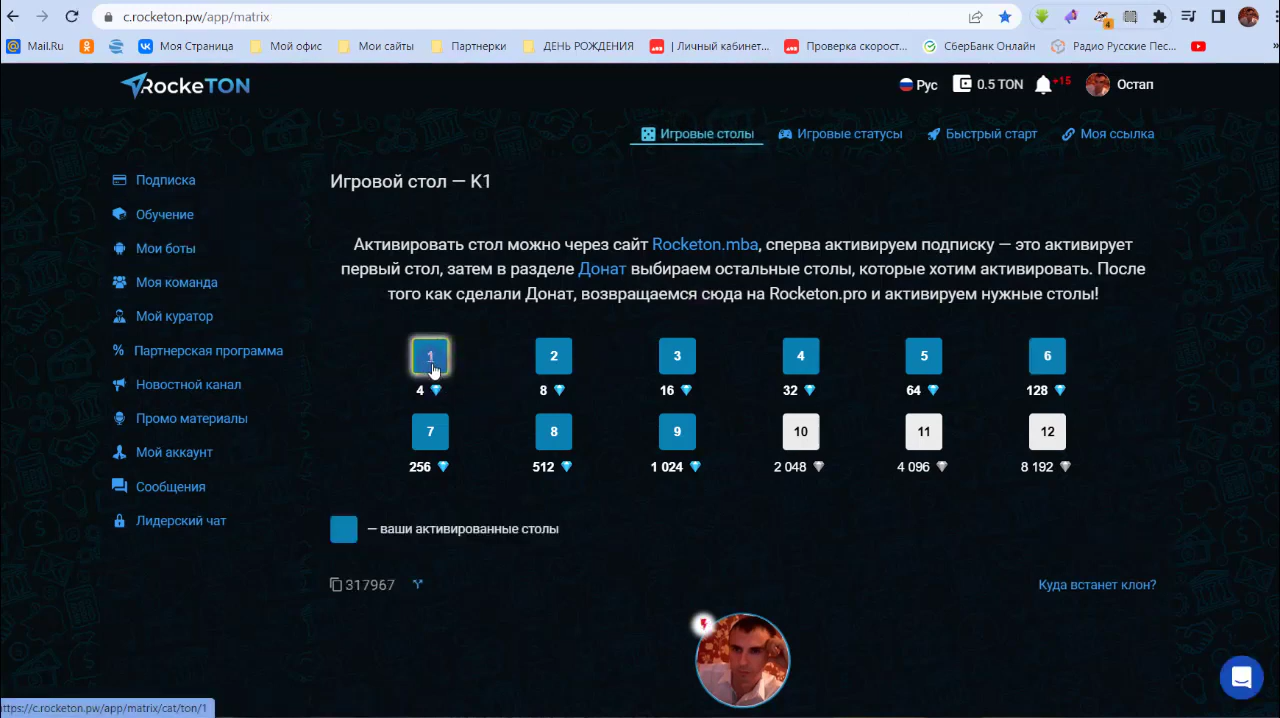 c.rocketon.pw/app/matrix
4
Mail.Ru
Моя Страница
Мой офис
Мои сайты
Партнерки
ДЕНЬ РОЖДЕНИЯ
| Личный кабинет...
Проверка скорост...
СберБанк Онлайн
Радио Русские Пес...
»
RockeTON
Рус
0.5 TON
+15
Остап
Игровые столы
Игровые статусы
Быстрый старт
Моя ссылка
Подписка
Обучение
Мои боты
Моя команда
Мой куратор
% Партнерская программа
Новостной канал
Промо материалы
Мой аккаунт
Сообщения
Лидерский чат
Игровой стол — K1
Активировать стол можно через сайт Rocketon.mba, сперва активируем подписку — это активирует
первый стол, затем в разделе Донат выбираем остальные столы, которые хотим активировать. После
того как сделали Донат, возвращаемся сюда на Rocketon.pro и активируем нужные столы!
1 2 3 4 5 6
4 8 16 32 64 128
7 8 9 10 11 12
256 512 1 024 2 048 4 096 8 192
— ваши активированные столы
317967
Куда встанет клон?
ttps://c.rocketon.pw/app/matrix/cat/ton/1